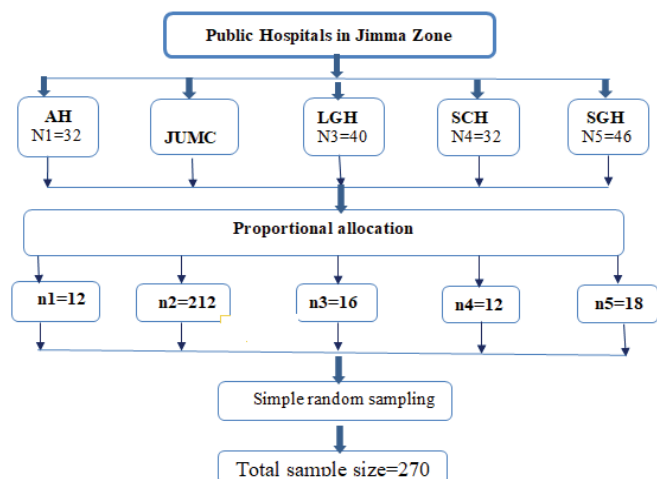 Public Hospitals in Jimma Zone
AH
N1=32
JUMC
LGH
N3=40
SCH
N4=32
SGH
N5=46
Proportional allocation
n1=12
n2=212
n3=16
n4=12
n5=18
Simple random sampling
Total sample size=270